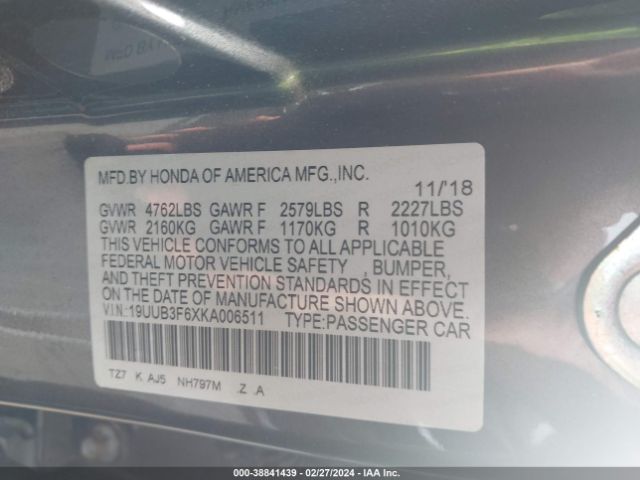 MFD.BY HONDA OF AMERICA MFG.,INC.
11/'18
GVWR 4762LBS GAWR F 2579LBS R 2227LBS
GVWR 2160KG GAWR F 1170KG R 1010KG
THIS VEHICLE CONFORMS TO ALL APPLICABLE
FEDERAL MOTOR VEHICLE SAFETY , BUMPER,
AND THEFT PREVENTION STANDARDS IN EFFECT
ON THE DATE OF MANUFACTURE SHOWN ABOVE.
VIN:19UUB3F6XKA006511 TYPE:PASSENGER CAR
TZ7 K AJ5 NH797M .Z .A
000-38841439 - 02/27/2024 - IAA Inc.